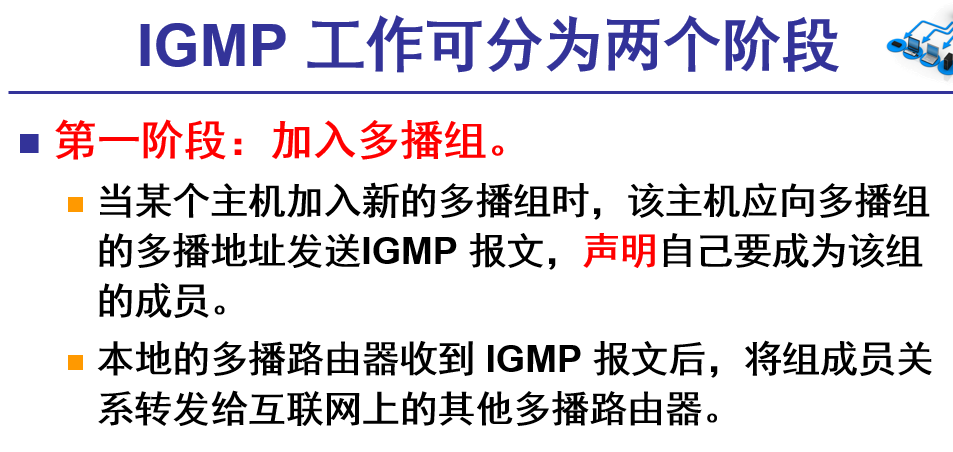 IGMP 工作可分为两个阶段
第一阶段：加入多播组。
当某个主机加入新的多播组时，该主机应向多播组
的多播地址发送IGMP 报文，声明自己要成为该组
的成员。
本地的多播路由器收到 IGMP 报文后，将组成员关
系转发给互联网上的其他多播路由器。